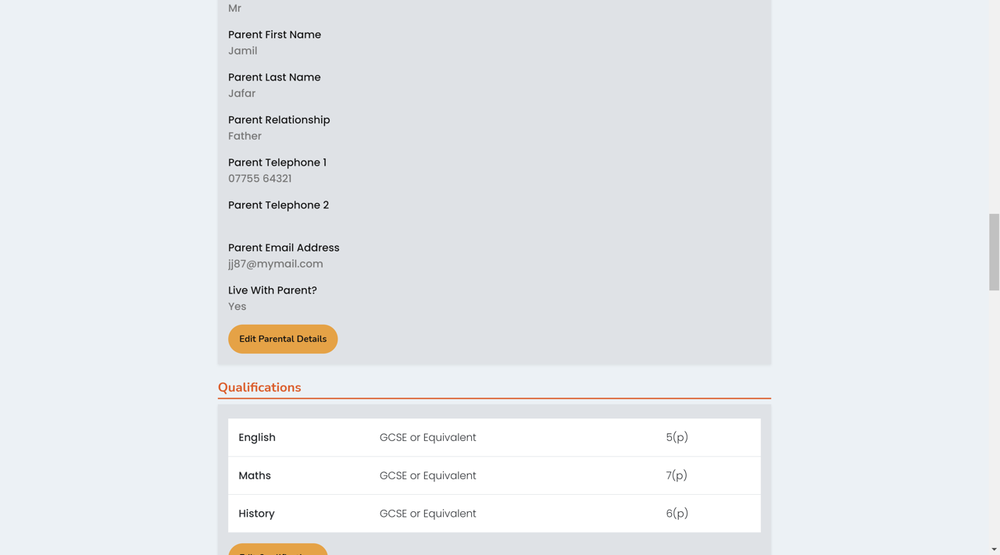 Mr
Parent First Name
Jamil
Parent Last Name
Jafar
Parent Relationship
Father
Parent Telephone 1
07755 64321
Parent Telephone 2
Parent Email Address
jj87@mymail.com
Live With Parent?
Yes
Edit Parental Details
Qualifications
English GCSE or Equivalent 5(p)
Maths GCSE or Equivalent 7(p)
History GCSE or Equivalent 6(p)